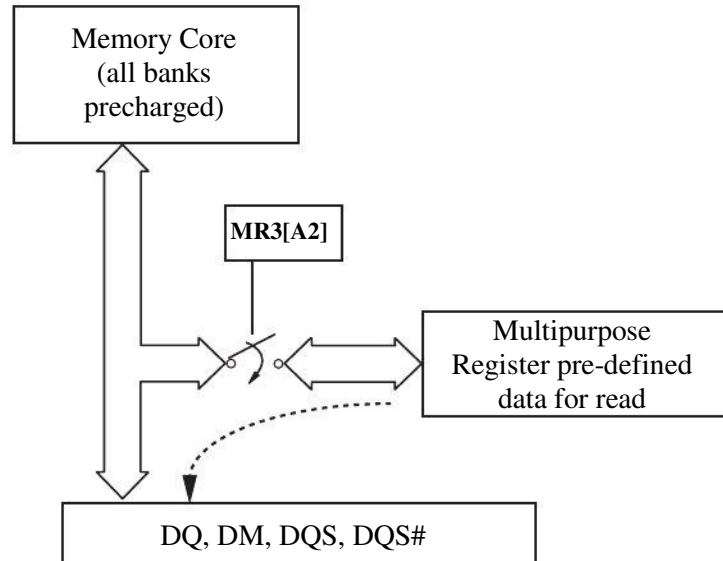 Memory Core
(all banks
precharged)
MR3[A2]
Multipurpose
Register pre-defined
data for read
DQ, DM, DQS, DQS#